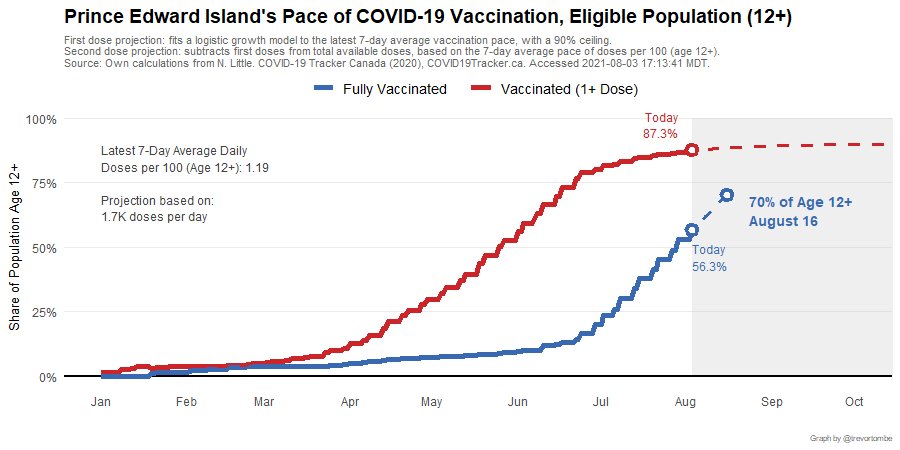 Prince Edward Island's Pace of COVID-19 Vaccination, Eligible Population (12+)
First dose projection: fits a logistic growth model to the latest 7-day average vaccination pace, with a 90% ceiling.
Second dose projection: subtracts first doses from total available doses, based on the 7-day average pace of doses per 100 (age 12+).
Source: Own calculations from N. Little. COVID-19 Tracker Canada (2020), COVID19Tracker.ca. Accessed 2021-08-03 17:13:41 MDT.
Fully Vaccinated
Vaccinated (1+ Dose)
Share of Population Age 12+
100%
75%
50%
25%
0%
Latest 7-Day Average Daily
Doses per 100 (Age 12+): 1.19
Projection based on:
1.7K doses per day
Today
87.3%
70% of Age 12+
August 16
Today
56.3%
Jan Feb Mar Apr May Jun Jul Aug Sep Oct
Graph by @trevortombe